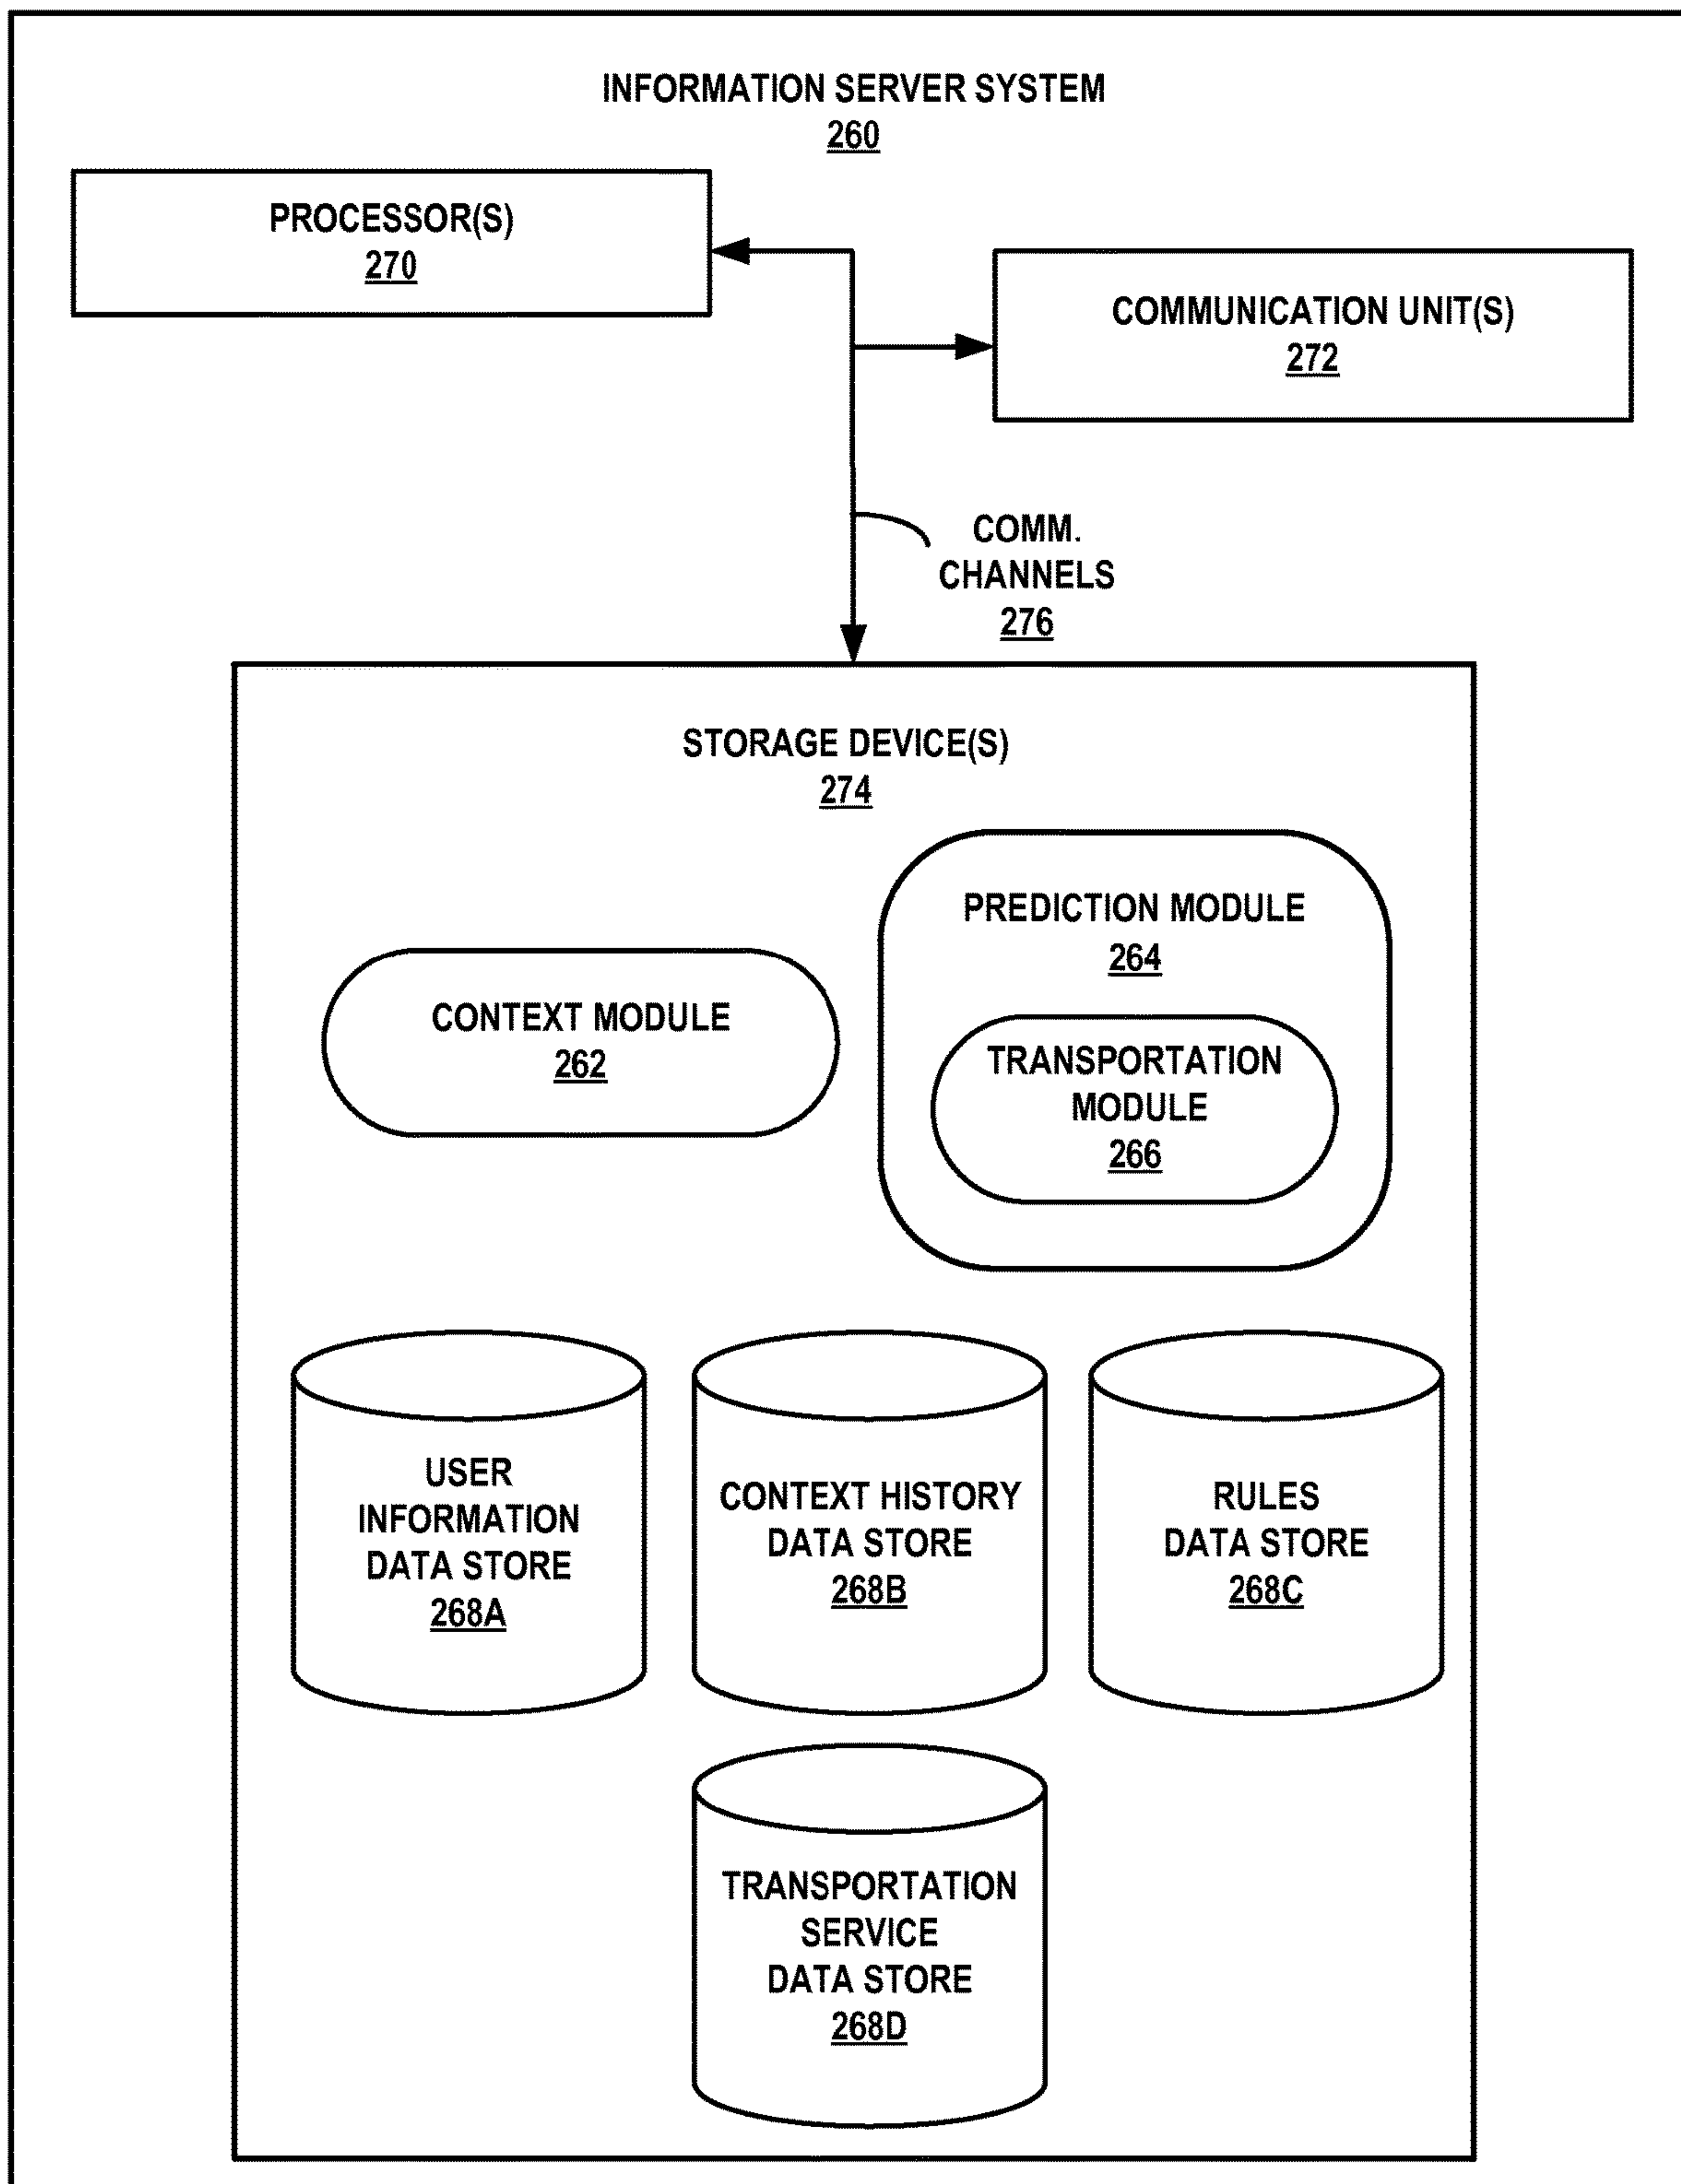 INFORMATION SERVER SYSTEM
260
PROCESSOR(S)
270
COMMUNICATION UNIT(S)
272
COMM.
CHANNELS
276
STORAGE DEVICE(S)
274
PREDICTION MODULE
264
CONTEXT MODULE
262
TRANSPORTATION
MODULE
266
USER
INFORMATION
DATA STORE
268A
CONTEXT HISTORY
DATA STORE
268B
RULES
DATA STORE
268C
TRANSPORTATION
SERVICE
DATA STORE
268D